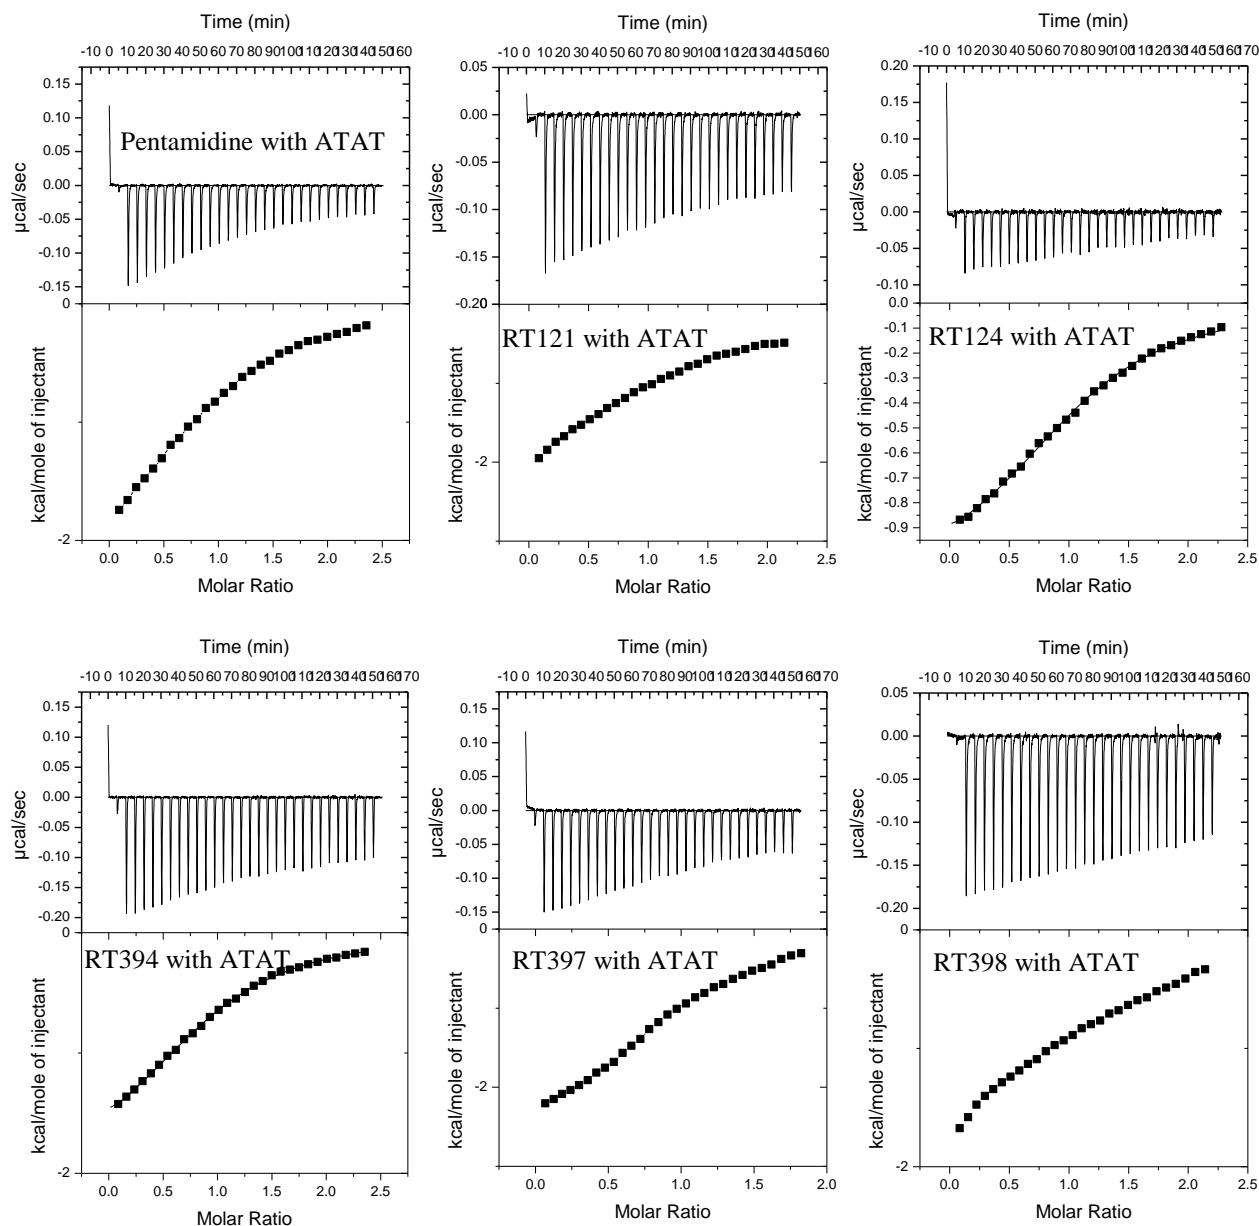 Time (min)
-10 0 10 20 30 40 50 60 70 80 90 100 110 120 130 140 150 160
0.15
0.10
0.05
0.00
-0.05
-0.10
-0.15
µcal/sec
Pentamidine with ATAT
0
-2
kcal/mole of injectant
0.0 0.5 1.0 1.5 2.0 2.5
Molar Ratio
Time (min)
-10 0 10 20 30 40 50 60 70 80 90 100 110 120 130 140 150 160
0.05
0.00
-0.05
-0.10
-0.15
-0.20
µcal/sec
RT121 with ATAT
0
-2
kcal/mole of injectant
0.0 0.5 1.0 1.5 2.0 2.5
Molar Ratio
Time (min)
-10 0 10 20 30 40 50 60 70 80 90 100 110 120 130 140 150 160
0.20
0.15
0.10
0.05
0.00
-0.05
-0.10
µcal/sec
0.0
RT124 with ATAT
-0.1
-0.2
-0.3
-0.4
-0.5
-0.6
-0.7
-0.8
-0.9
kcal/mole of injectant
0.0 0.5 1.0 1.5 2.0 2.5
Molar Ratio
Time (min)
-10 0 10 20 30 40 50 60 70 80 90 100 110 120 130 140 150 160 170
0.15
0.10
0.05
0.00
-0.05
-0.10
-0.15
-0.20
µcal/sec
0
RT394 with ATAT
-2
kcal/mole of injectant
0.0 0.5 1.0 1.5 2.0 2.5
Molar Ratio
Time (min)
-10 0 10 20 30 40 50 60 70 80 90 100 110 120 130 140 150 160 170
0.15
0.10
0.05
0.00
-0.05
-0.10
-0.15
µcal/sec
0
RT397 with ATAT
-2
kcal/mole of injectant
0.0 0.5 1.0 1.5 2.0
Molar Ratio
Time (min)
-10 0 10 20 30 40 50 60 70 80 90 100 110 120 130 140 150 160
0.05
0.00
-0.05
-0.10
-0.15
-0.20
µcal/sec
0
RT398 with ATAT
-2
kcal/mole of injectant
0.0 0.5 1.0 1.5 2.0 2.5
Molar Ratio